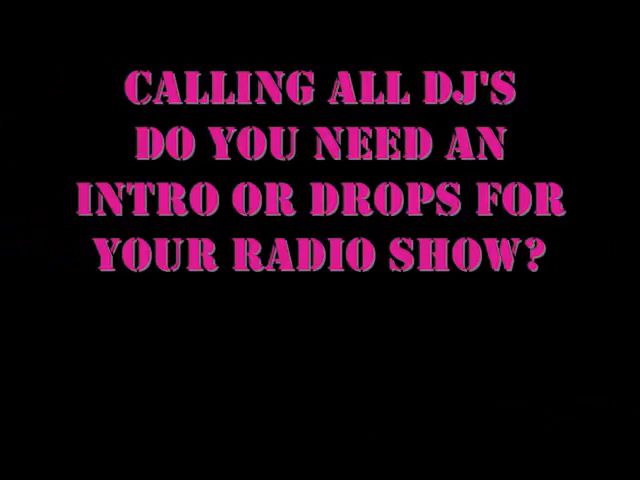 CALLING ALL DJ'S
DO YOU NEED AN
INTRO OR DROPS FOR
YOUR RADIO SHOW?